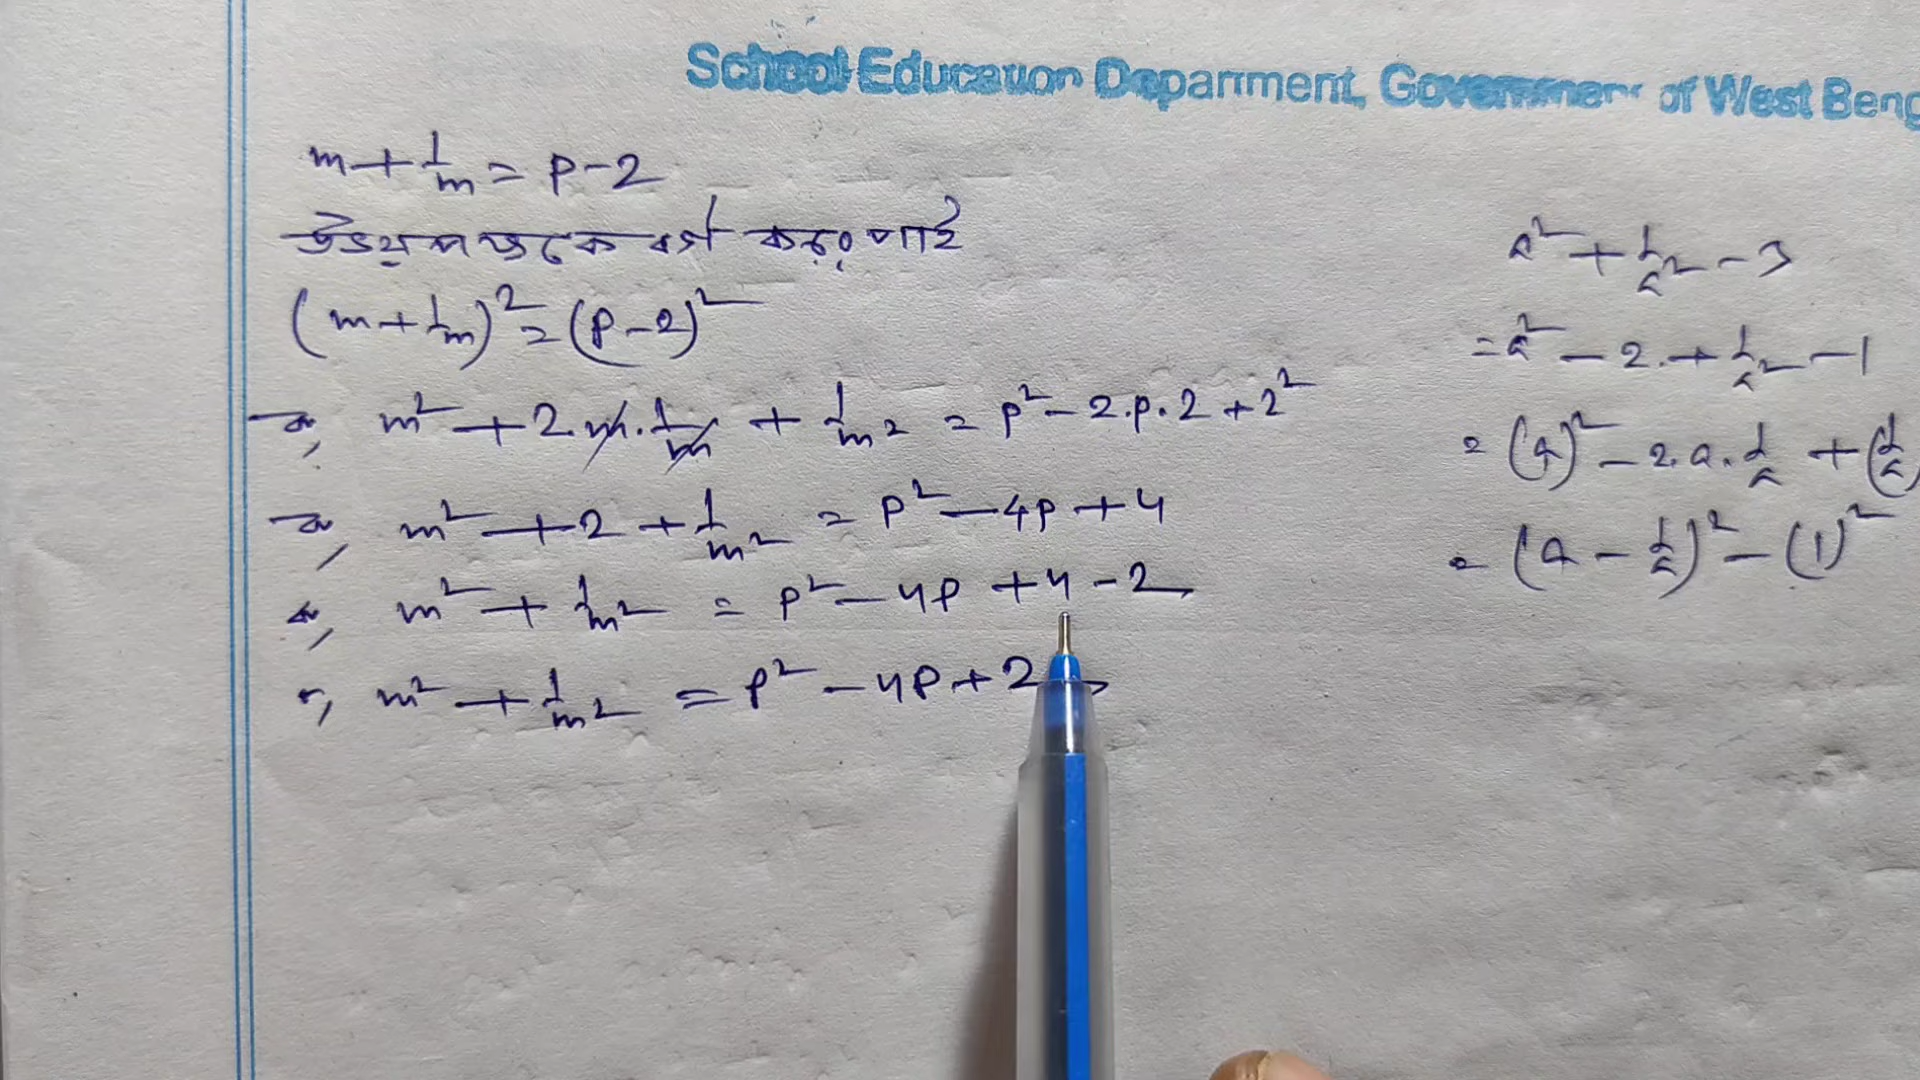 School Education Department, Government of West Beng
m + 1/m = p - 2
উভয়পক্ষকে বর্গ করে পাই
(m + 1/m)² = (p - 2)²
বা, m² + 2.m.1/m + 1/m² = p² - 2.p.2 + 2²
বা, m² + 2 + 1/m² = p² - 4p + 4
বা, m² + 1/m² = p² - 4p + 4 - 2
বা, m² + 1/m² = p² - 4p + 2
a² + 1/a² - 3
= a² - 2 + 1/a² - 1
= (a)² - 2.a.1/a + (1/a
= (a - 1/a)² - (1)²